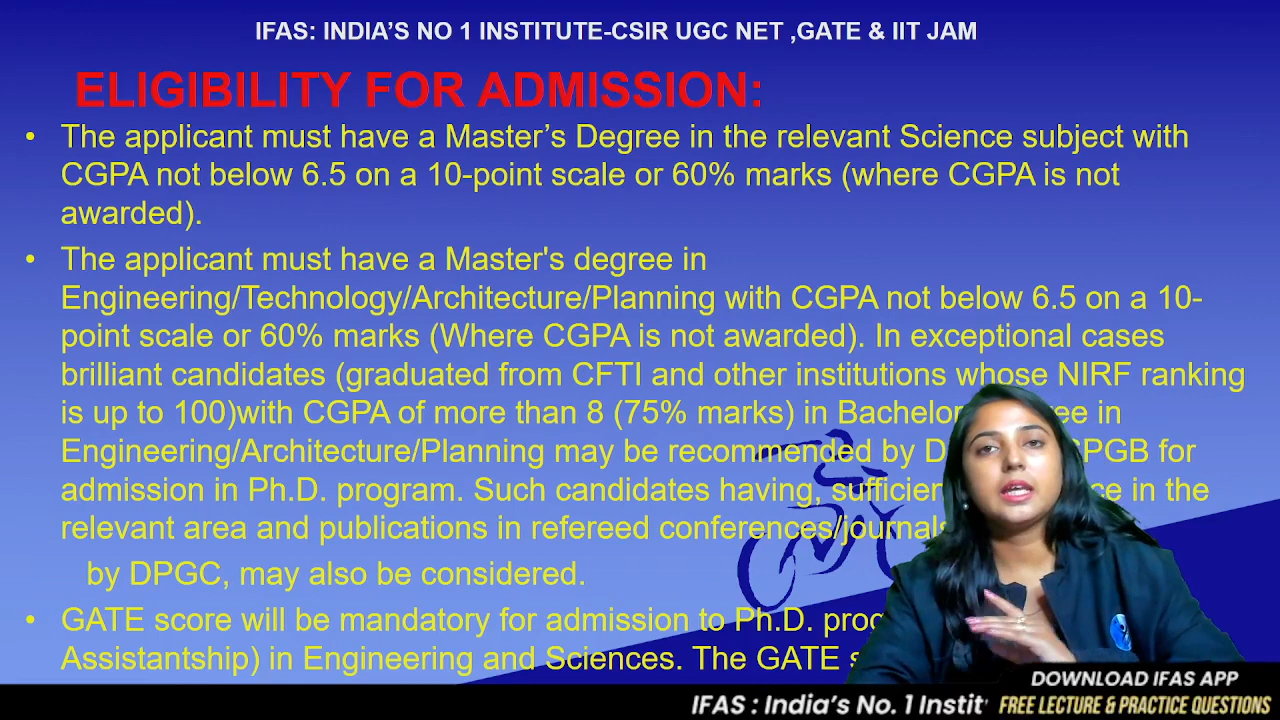 IFAS: INDIA’S NO 1 INSTITUTE-CSIR UGC NET ,GATE & IIT JAM
ELIGIBILITY FOR ADMISSION:
• The applicant must have a Master’s Degree in the relevant Science subject with
CGPA not below 6.5 on a 10-point scale or 60% marks (where CGPA is not
awarded).
• The applicant must have a Master's degree in
Engineering/Technology/Architecture/Planning with CGPA not below 6.5 on a 10-
point scale or 60% marks (Where CGPA is not awarded). In exceptional cases
brilliant candidates (graduated from CFTI and other institutions whose NIRF ranking
is up to 100)with CGPA of more than 8 (75% marks) in in
Engineering/Architecture/Planning may be recommended by for
admission in Ph.D. program. Such candidates having, in the
relevant area and publications in refereed conferences/journals
by DPGC, may also be considered.
• GATE score will be mandatory for admission to Ph.D.
Assistantship) in Engineering and Sciences. The GATE
DOWNLOAD IFAS APP
IFAS : India’s No. 1
FREE LECTURE & PRACTICE QUESTIONS